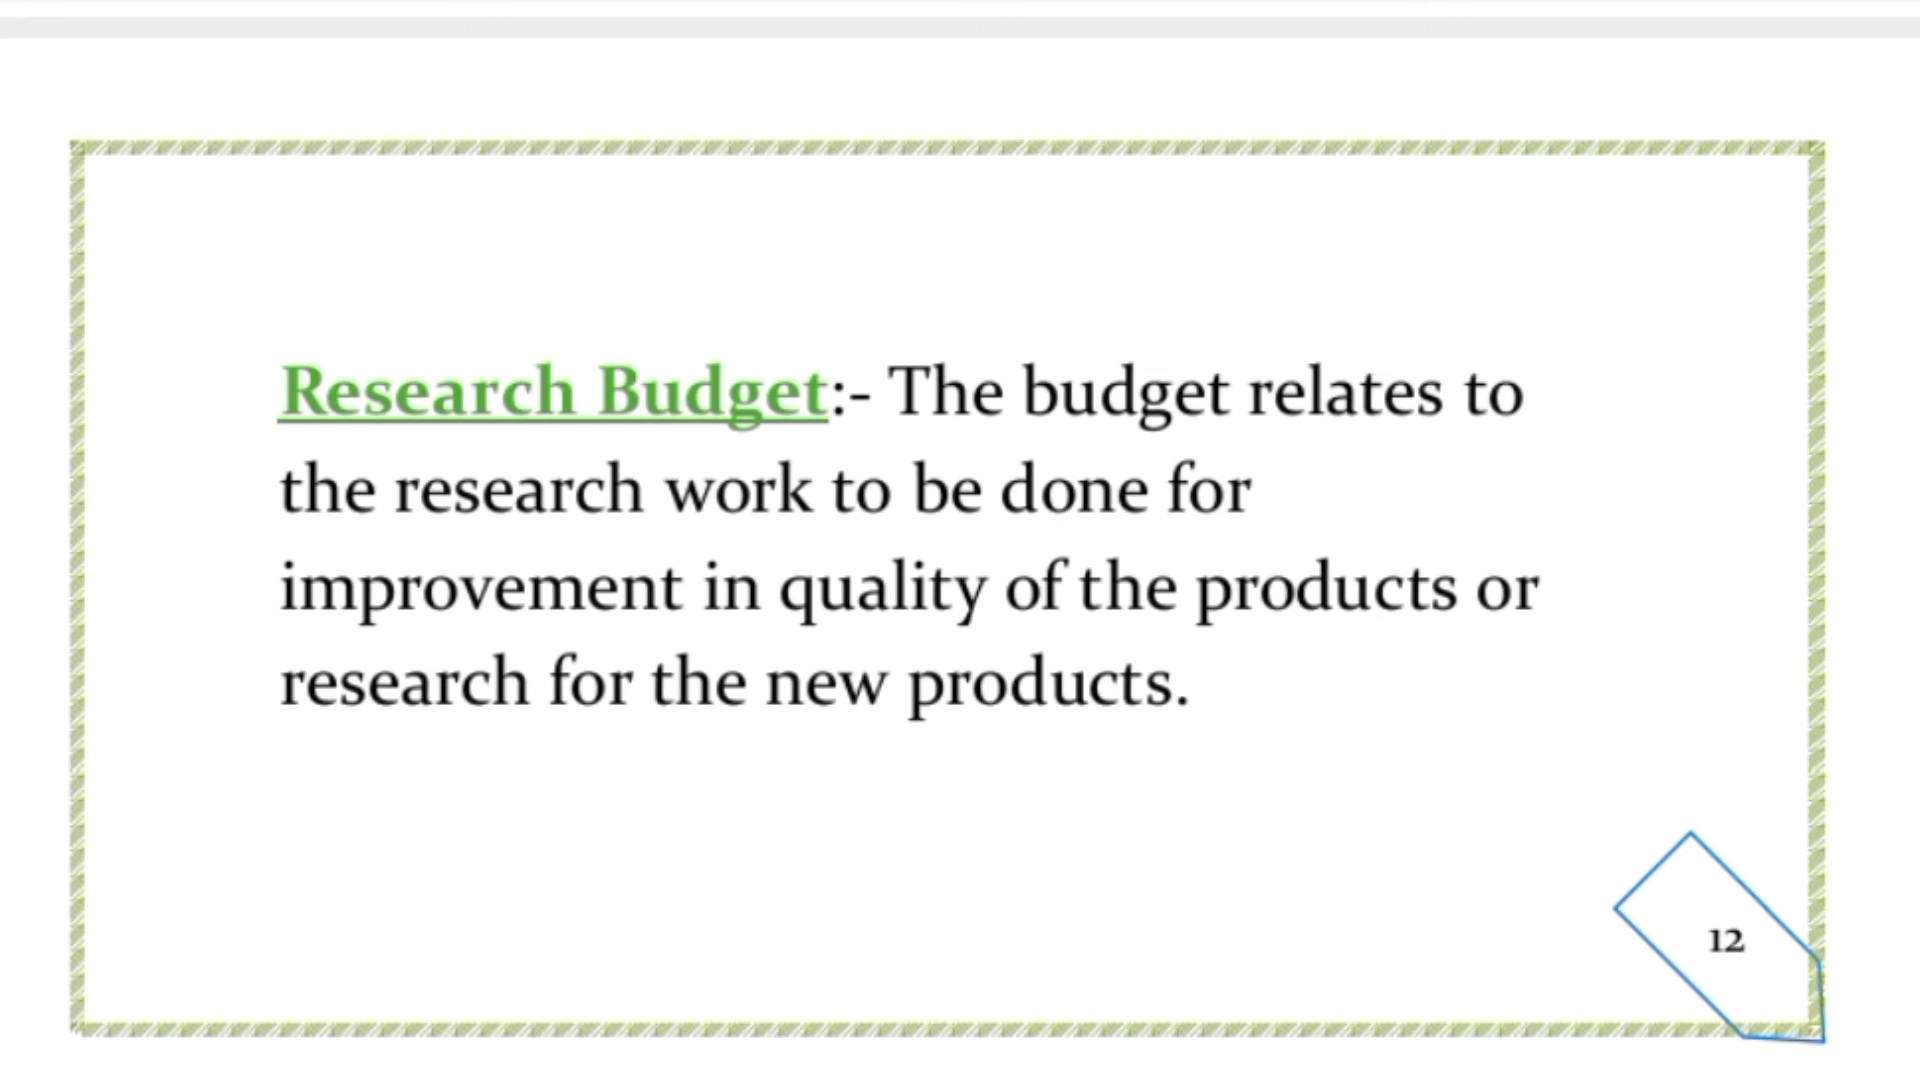 Research Budget:- The budget relates to
the research work to be done for
improvement in quality of the products or
research for the new products.
12